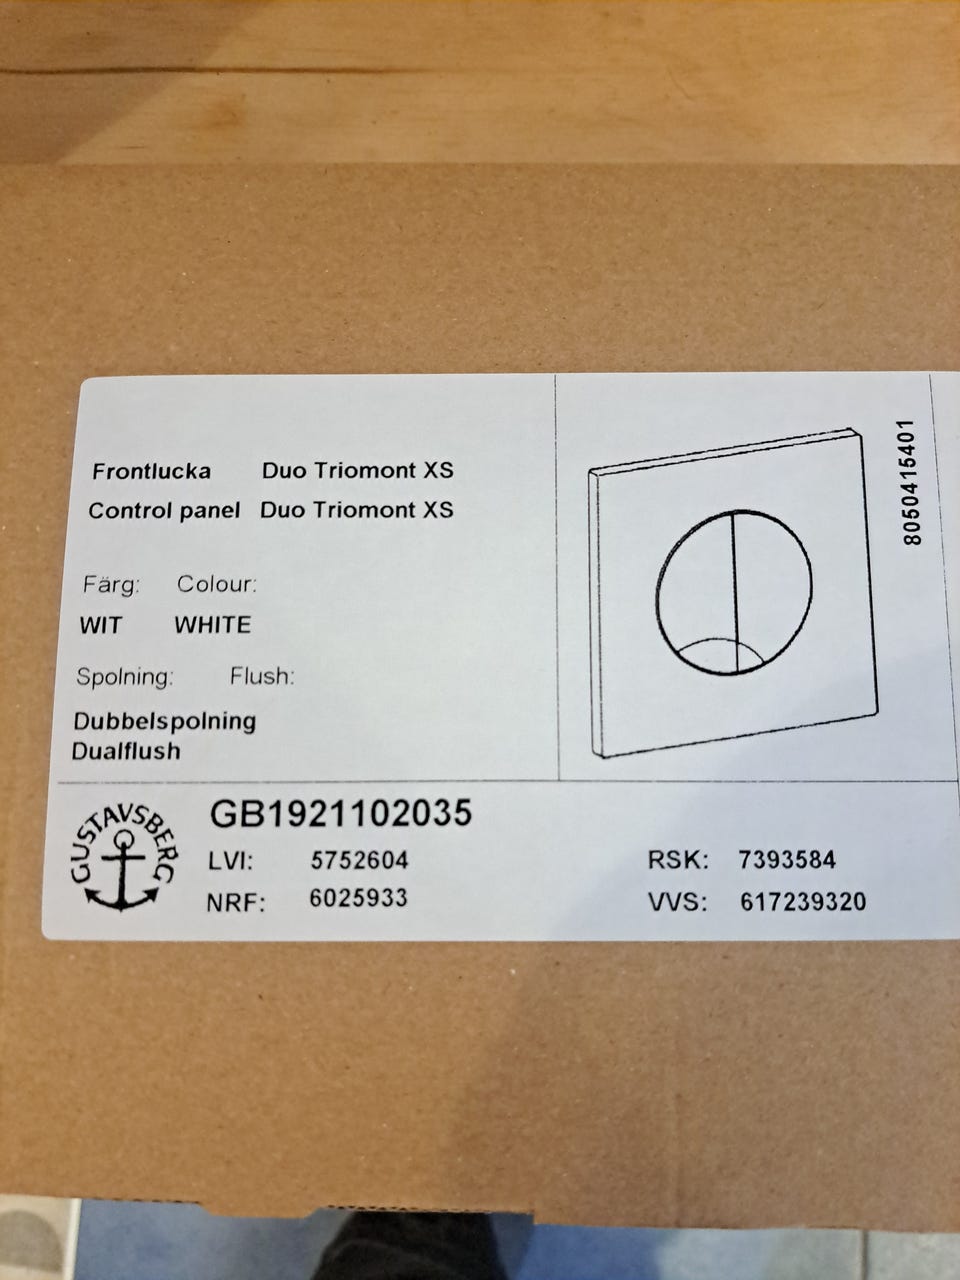 Frontlucka Duo Triomont XS
Control panel Duo Triomont XS
Färg: Colour:
WIT WHITE
Spolning: Flush:
Dubbelspolning
Dualflush
8050415401
GUSTAVSBERG
GB1921102035
LVI: 5752604
NRF: 6025933
RSK: 7393584
VVS: 617239320